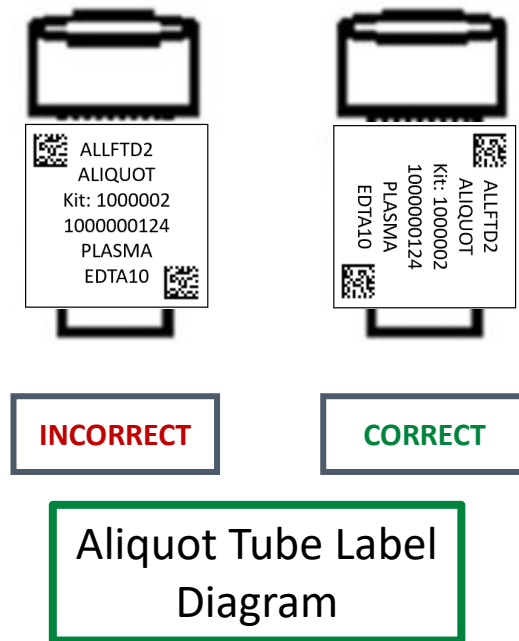 ALLFTD2
ALIQUOT
Kit: 1000002
1000000124
PLASMA
EDTA10
ALLFTD2
ALIQUOT
Kit: 1000002
1000000124
PLASMA
EDTA10
INCORRECT
CORRECT
Aliquot Tube Label
Diagram